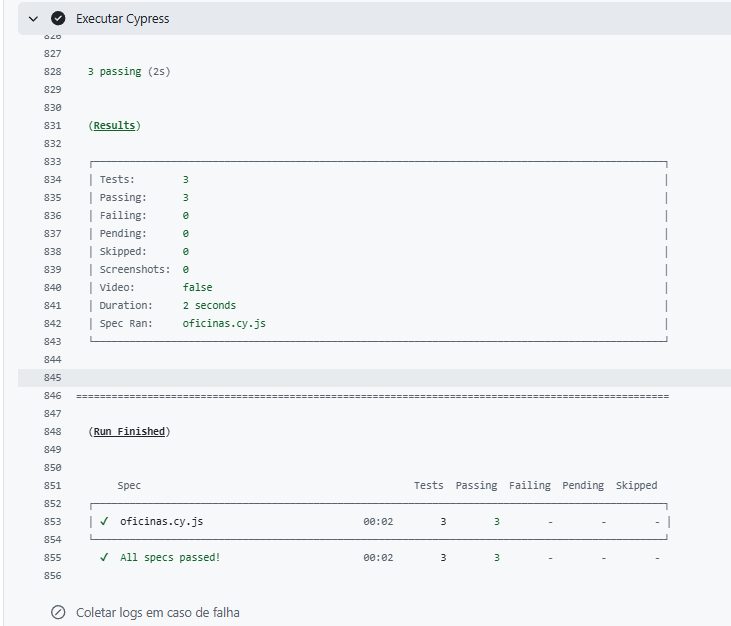 Executar Cypress
826
827
828 3 passing (2s)
829
830
831 (Results)
832
833
834 Tests: 3
835 Passing: 3
836 Failing: 0
837 Pending: 0
838 Skipped: 0
839 Screenshots: 0
840 Video: false
841 Duration: 2 seconds
842 Spec Ran: oficinas.cy.js
843
844
845
846 ====================================================================================================
847
848 (Run Finished)
849
850
851 Spec Tests Passing Failing Pending Skipped
852
853 ✓ oficinas.cy.js 00:02 3 3 - - -
854
855 ✓ All specs passed! 00:02 3 3 - - -
856
Coletar logs em caso de falha